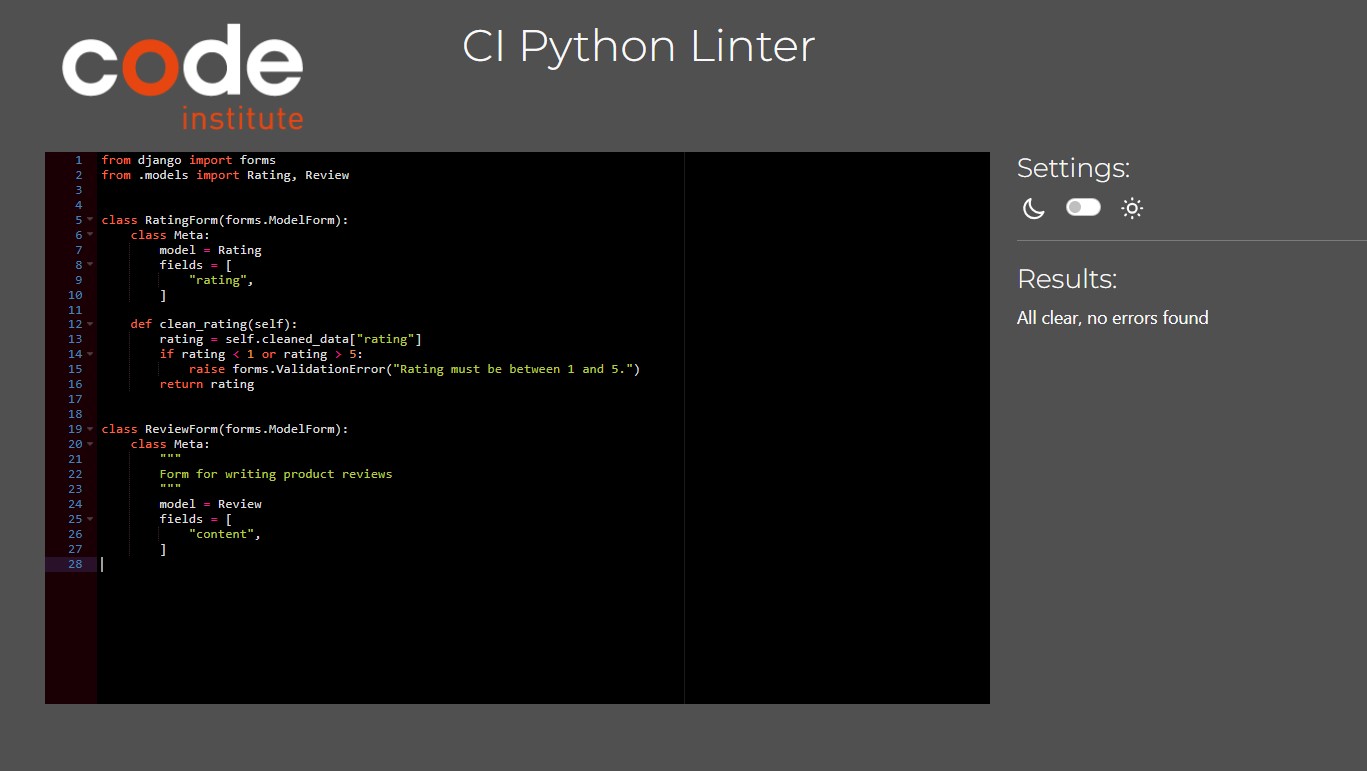 code
institute
CI Python Linter
1 from django import forms
2 from .models import Rating, Review
3
4
5 class RatingForm(forms.ModelForm):
6     class Meta:
7         model = Rating
8         fields = [
9             "rating",
10         ]
11
12     def clean_rating(self):
13         rating = self.cleaned_data["rating"]
14         if rating < 1 or rating > 5:
15             raise forms.ValidationError("Rating must be between 1 and 5.")
16         return rating
17
18
19 class ReviewForm(forms.ModelForm):
20     class Meta:
21         """
22         Form for writing product reviews
23         """
24         model = Review
25         fields = [
26             "content",
27         ]
28
Settings:
Results:
All clear, no errors found